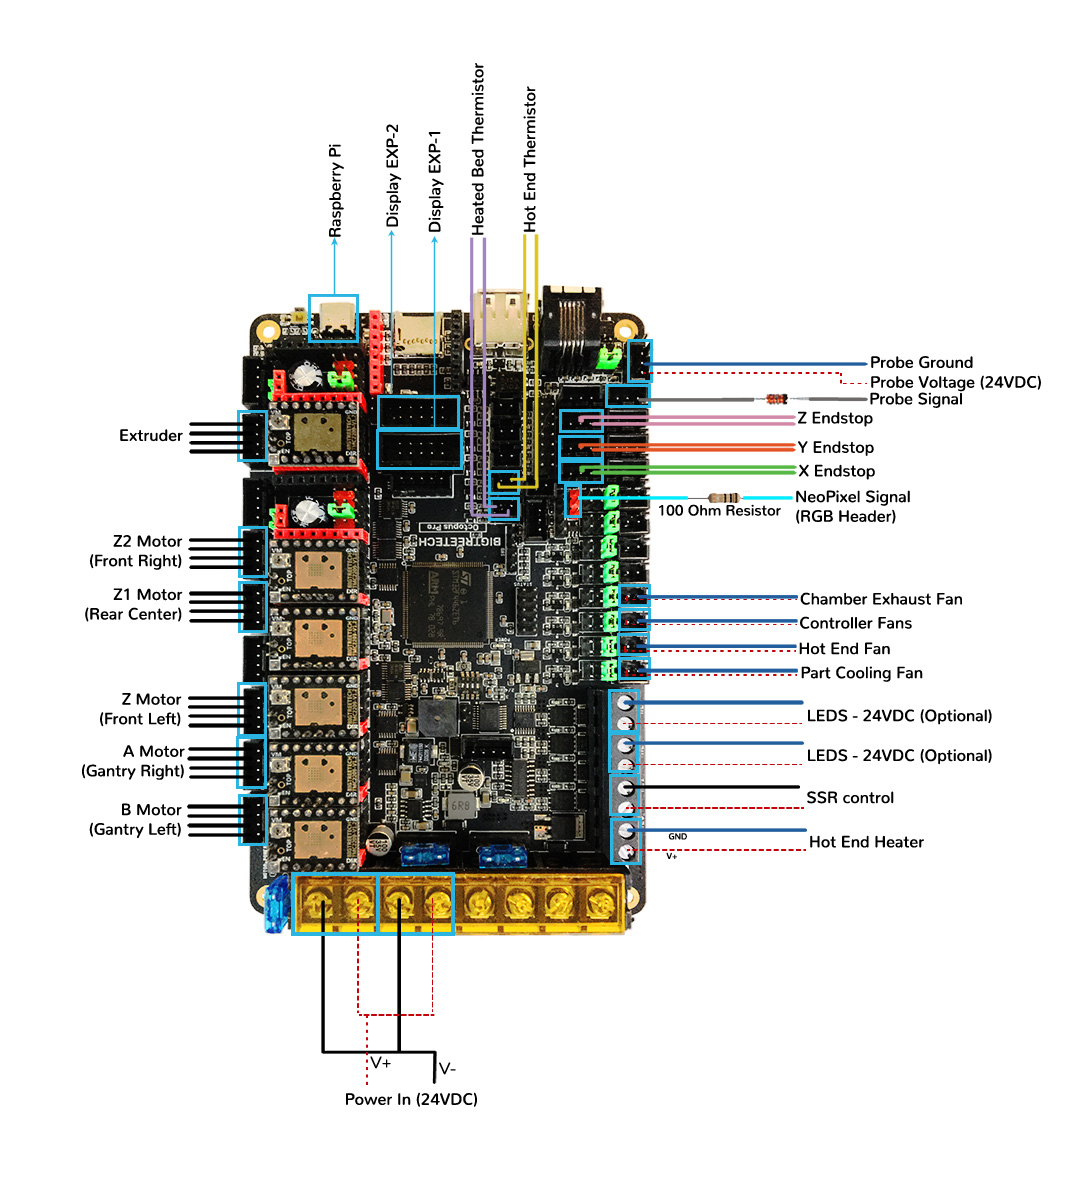 Raspberry Pi
Display EXP-2
Display EXP-1
Heated Bed Thermistor
Hot End Thermistor
Probe Ground
Probe Voltage (24VDC)
Probe Signal
Z Endstop
Y Endstop
X Endstop
NeoPixel Signal
(RGB Header)
100 Ohm Resistor
Extruder
Z2 Motor
(Front Right)
Z1 Motor
(Rear Center)
Z Motor
(Front Left)
A Motor
(Gantry Right)
B Motor
(Gantry Left)
Chamber Exhaust Fan
Controller Fans
Hot End Fan
Part Cooling Fan
LEDS - 24VDC (Optional)
LEDS - 24VDC (Optional)
SSR control
GND
V+
Hot End Heater
BIGTREETECH
Octopus Pro
STATUS
POWER
ARM
6R8
V+
V-
Power In (24VDC)